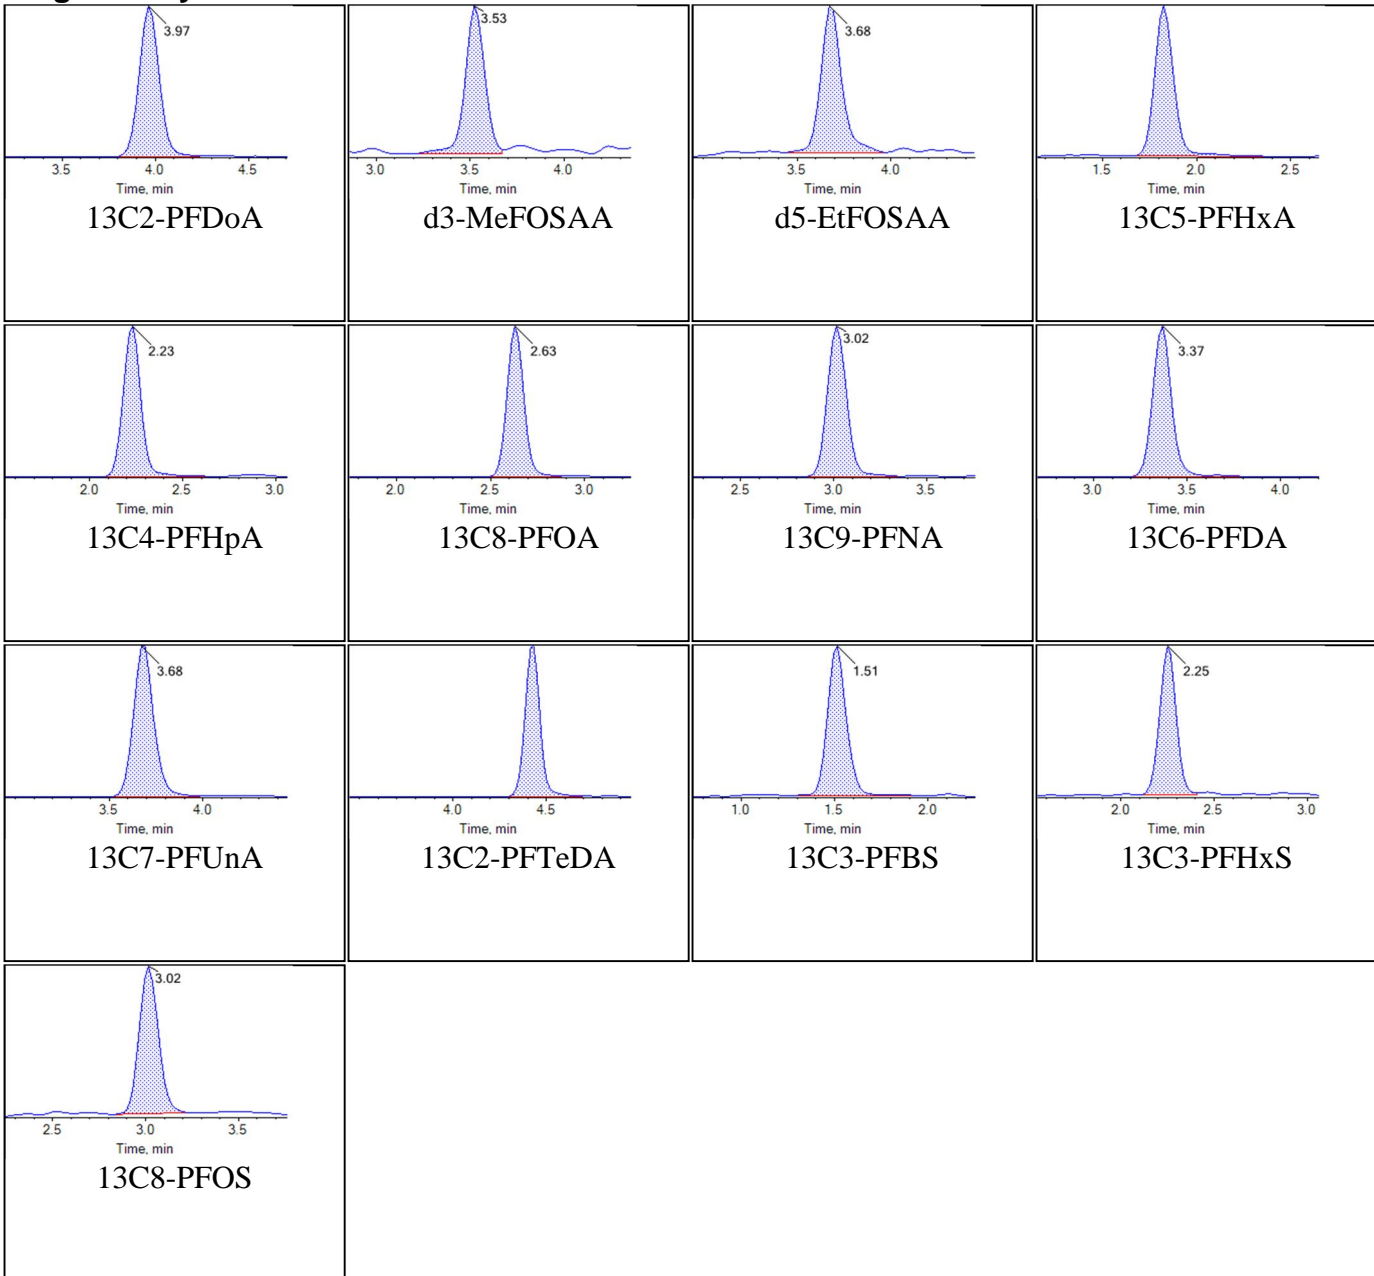 3.97
3.5 4.0 4.5
Time, min
13C2-PFDoA
3.53
3.0 3.5 4.0
Time, min
d3-MeFOSAA
3.68
3.5 4.0
Time, min
d5-EtFOSAA
1.5 2.0 2.5
Time, min
13C5-PFHxA
2.23
2.0 2.5 3.0
Time, min
13C4-PFHpA
2.63
2.0 2.5 3.0
Time, min
13C8-PFOA
3.02
2.5 3.0 3.5
Time, min
13C9-PFNA
3.37
3.0 3.5 4.0
Time, min
13C6-PFDA
3.68
3.5 4.0
Time, min
13C7-PFUnA
4.0 4.5
Time, min
13C2-PFTeDA
1.51
1.0 1.5 2.0
Time, min
13C3-PFBS
2.25
2.0 2.5 3.0
Time, min
13C3-PFHxS
3.02
2.5 3.0 3.5
Time, min
13C8-PFOS